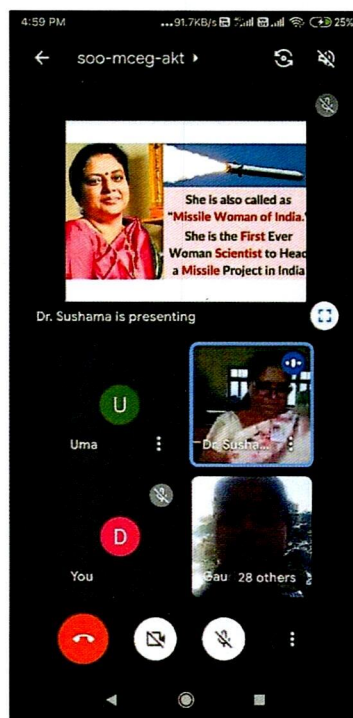 4:59 PM
...91.7KB/s
25%
soo-mceg-akt
She is also called as
"Missile Woman of India."
She is the First Ever
Woman Scientist to Head
a Missile Project in India
Dr. Sushama is presenting
U
Uma
Dr. Susha...
D
You
Gau
28 others